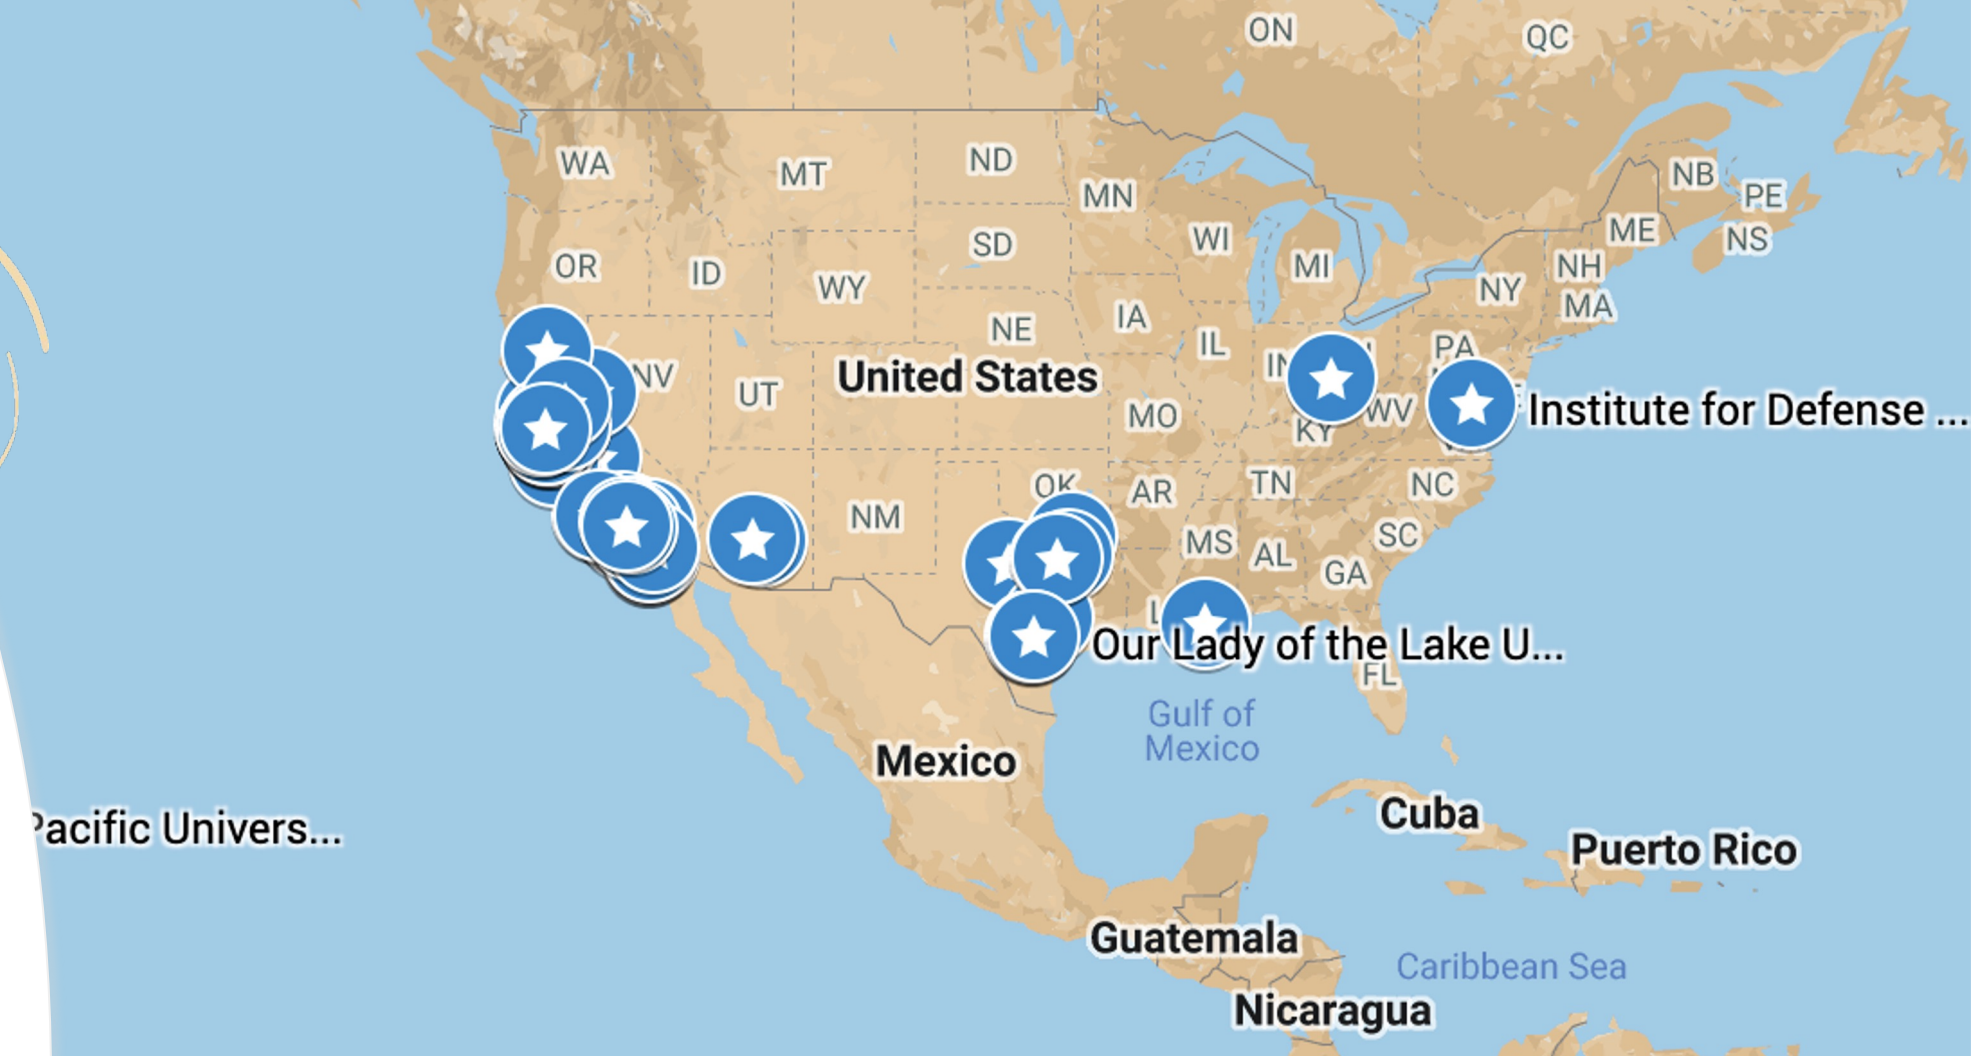 ON
QC
WA
MT
ND
MN
NB
PE
OR
ID
SD
WI
MI
ME
NS
WY
NH
NY
MA
IA
NE
IL
PA
NV
UT
United States
IN
MO
WV
KY
Institute for Defense ...
OK
AR
TN
NC
NM
MS
AL
SC
GA
Our Lady of the Lake U...
FL
Gulf of
Mexico
Mexico
Pacific Univers...
Cuba
Puerto Rico
Guatemala
Caribbean Sea
Nicaragua